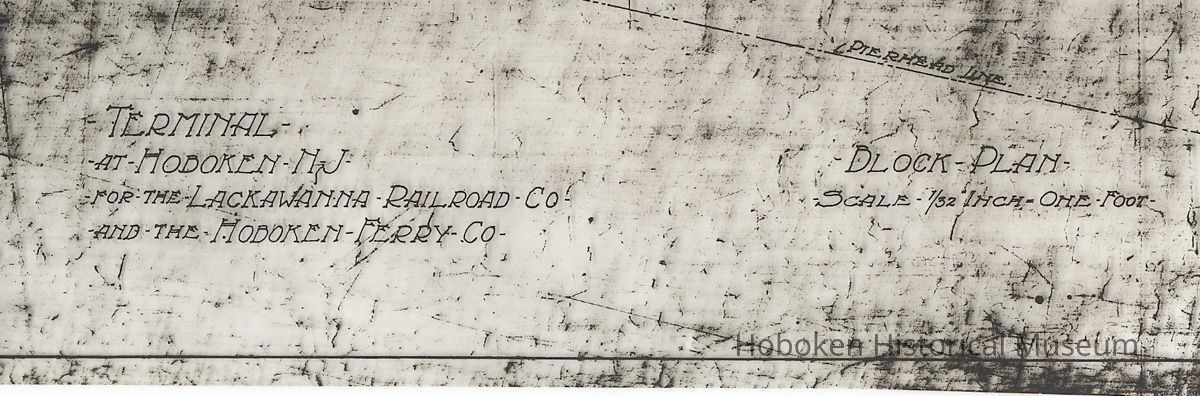 PIERHEAD LINE
-TERMINAL-
-AT-HOBOKEN-NJ-
-FOR-THE-LACKAWANNA-RAILROAD-CO-
-AND-THE-HOBOKEN-FERRY-CO-
-BLOCK-PLAN-
-SCALE-1/32 INCH=ONE-FOOT-
Hoboken Historical Museum